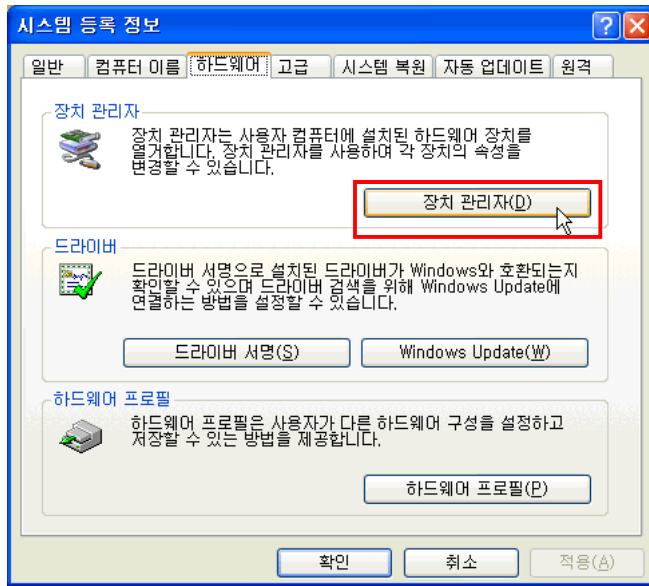 시스템 등록 정보
일반 컴퓨터 이름 하드웨어 고급 시스템 복원 자동 업데이트 원격
장치 관리자
장치 관리자는 사용자 컴퓨터에 설치된 하드웨어 장치를
열거합니다. 장치 관리자를 사용하여 각 장치의 속성을
변경할 수 있습니다.
장치 관리자(D)
드라이버
드라이버 서명으로 설치된 드라이버가 Windows와 호환되는지
확인할 수 있으며 드라이버 검색을 위해 Windows Update에
연결하는 방법을 설정할 수 있습니다.
드라이버 서명(S) Windows Update(W)
하드웨어 프로필
하드웨어 프로필은 사용자가 다른 하드웨어 구성을 설정하고
저장할 수 있는 방법을 제공합니다.
하드웨어 프로필(P)
확인 취소 적용(A)